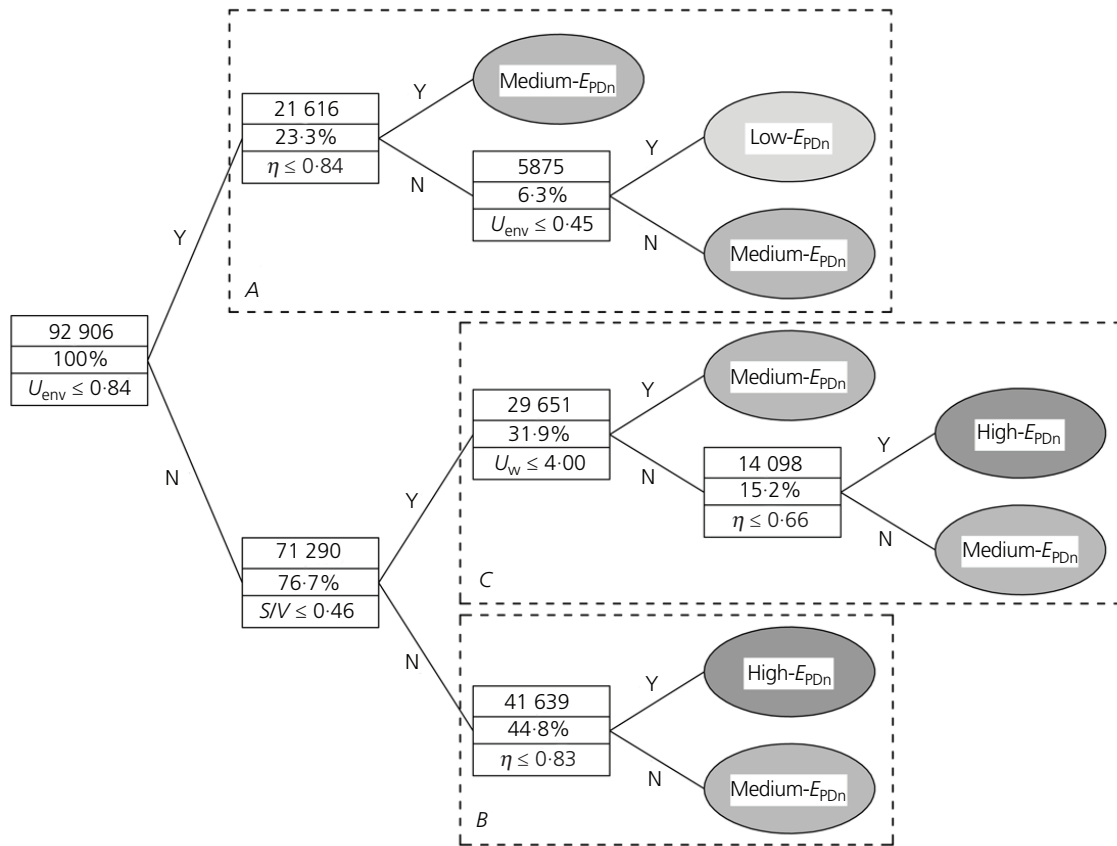 21 616
23·3%
η ≤ 0·84
Y
N
Medium-E_PDn
5875
6·3%
U_env ≤ 0·45
Y
N
Low-E_PDn
Medium-E_PDn
A
Y
92 906
100%
U_env ≤ 0·84
N
71 290
76·7%
S/V ≤ 0·46
Y
N
29 651
31·9%
U_w ≤ 4·00
Y
N
Medium-E_PDn
14 098
15·2%
η ≤ 0·66
Y
N
High-E_PDn
Medium-E_PDn
C
41 639
44·8%
η ≤ 0·83
Y
N
High-E_PDn
Medium-E_PDn
B